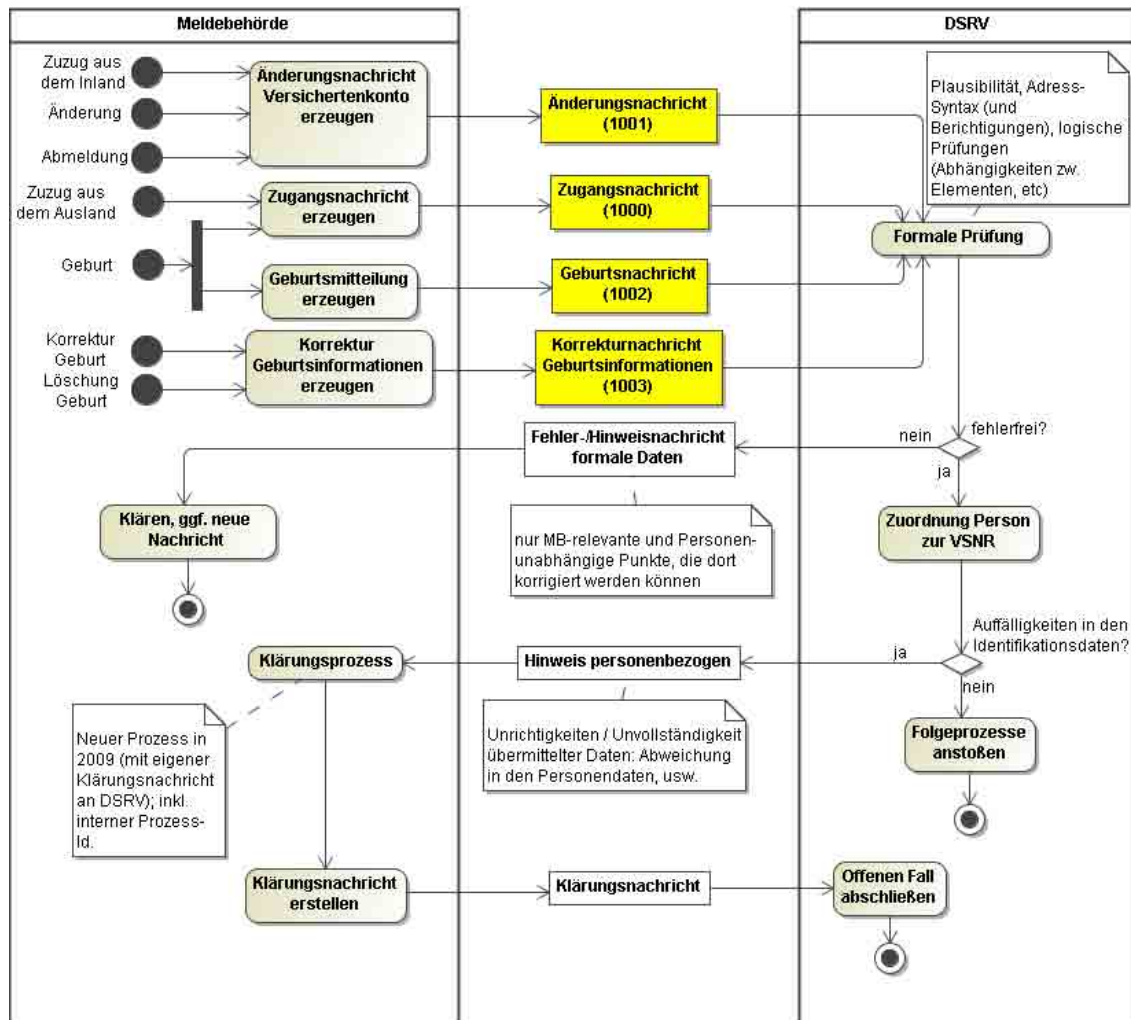 Meldebehörde
DSRV
Zuzug aus
dem Inland
Änderung
Abmeldung
Änderungsnachricht
Versichertenkonto
erzeugen
Änderungsnachricht
(1001)
Plausibilität, Adress-
Syntax (und
Berichtigungen), logische
Prüfungen
(Abhängigkeiten zw.
Elementen, etc)
Zuzug aus
dem Ausland
Zugangsnachricht
erzeugen
Zugangsnachricht
(1000)
Formale Prüfung
Geburt
Geburtsmitteilung
erzeugen
Geburtsnachricht
(1002)
Korrektur
Geburt
Löschung
Geburt
Korrektur
Geburtsinformationen
erzeugen
Korrekturnachricht
Geburtsinformationen
(1003)
fehlerfrei?
nein
ja
Fehler-/Hinweisnachricht
formale Daten
Klären, ggf. neue
Nachricht
nur MB-relevante und Personen-
unabhängige Punkte, die dort
korrigiert werden können
Zuordnung Person
zur VSNR
Auffälligkeiten in den
Identifikationsdaten?
ja
nein
Hinweis personenbezogen
Klärungsprozess
Neuer Prozess in
2009 (mit eigener
Klärungsnachricht
an DSRV); inkl.
interner Prozess-
Id.
Unrichtigkeiten / Unvollständigkeit
übermittelter Daten: Abweichung
in den Personendaten, usw.
Folgeprozesse
anstoßen
Klärungsnachricht
erstellen
Klärungsnachricht
Offenen Fall
abschließen